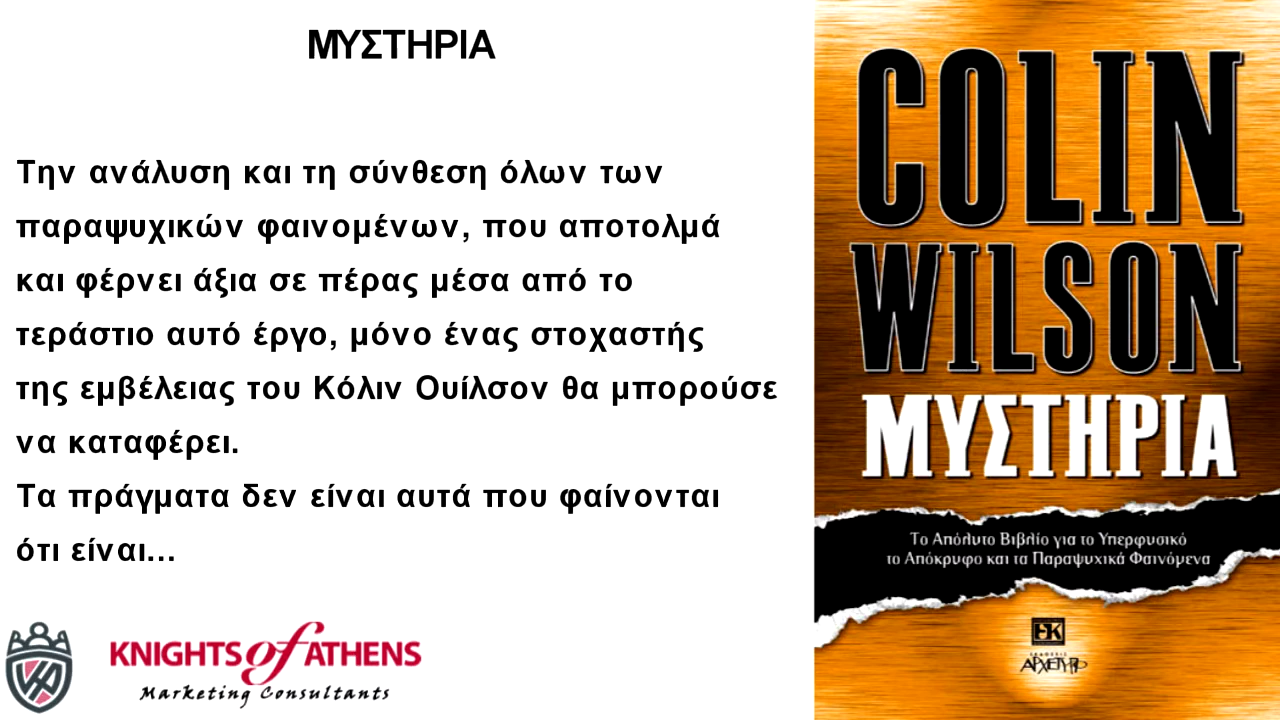 ΜΥΣΤΗΡΙΑ
Την ανάλυση και τη σύνθεση όλων των
παραψυχικών φαινομένων, που αποτολμά
και φέρνει άξια σε πέρας μέσα από το
τεράστιο αυτό έργο, μόνο ένας στοχαστής
της εμβέλειας του Κόλιν Ουίλσον θα μπορούσε
να καταφέρει.
Τα πράγματα δεν είναι αυτά που φαίνονται
ότι είναι...
KNIGHTS of ATHENS
Marketing Consultants
COLIN
WILSON
ΜΥΣΤΗΡΙΑ
Το Απόλυτο Βιβλίο για το Υπερφυσικό
το Απόκρυφο και τα Παραψυχικά Φαινόμενα
ΕΚ
ΕΚΔΟΣΕΙΣ
ΑΡΧΕΤΥΠΟ